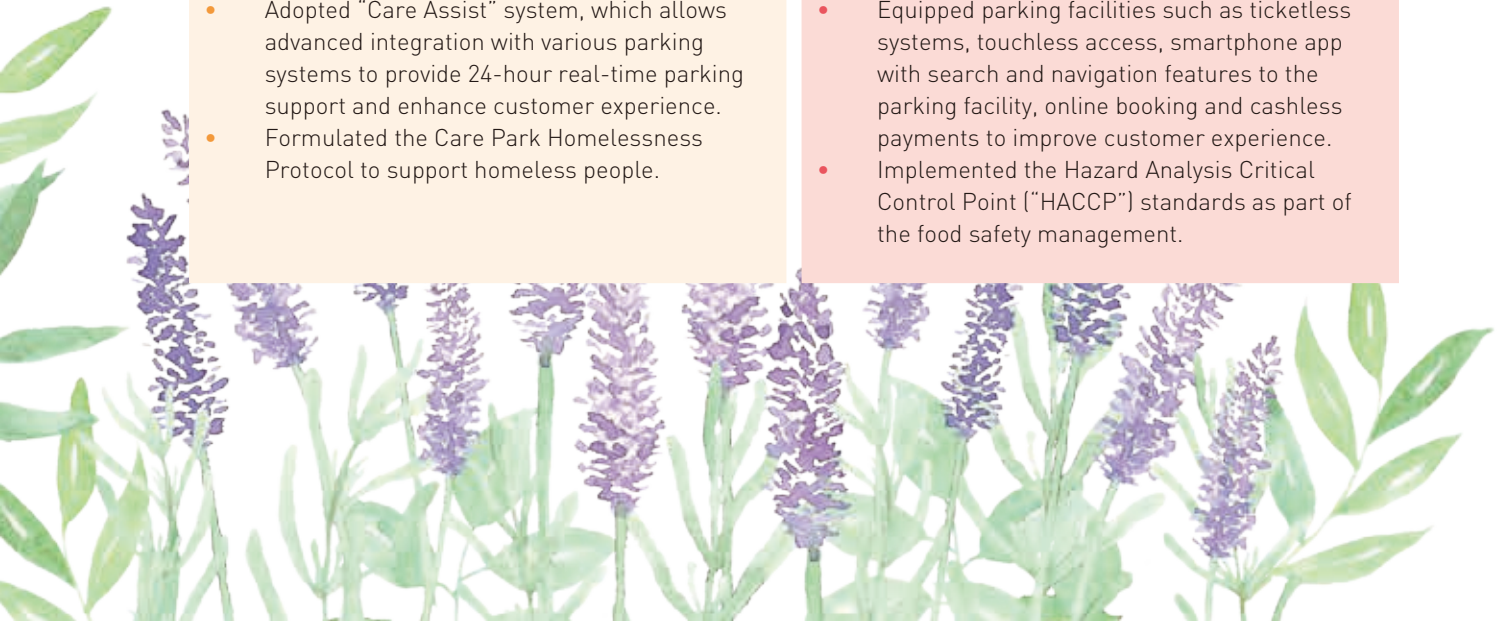 • Adopted “Care Assist” system, which allows
advanced integration with various parking
systems to provide 24-hour real-time parking
support and enhance customer experience.
• Formulated the Care Park Homelessness
Protocol to support homeless people.
• Equipped parking facilities such as ticketless
systems, touchless access, smartphone app
with search and navigation features to the
parking facility, online booking and cashless
payments to improve customer experience.
• Implemented the Hazard Analysis Critical
Control Point (“HACCP”) standards as part of
the food safety management.